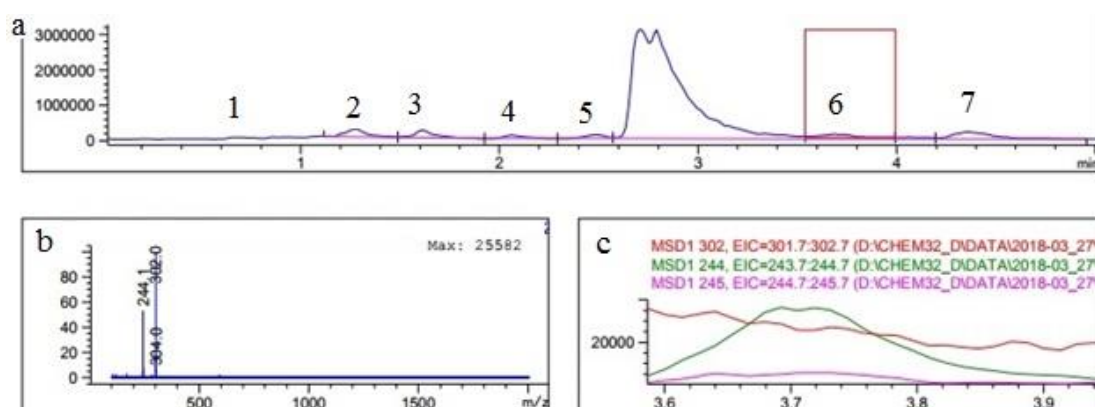 a
3000000
2000000
1000000
0
1 2 3 4 5 6 7
1 2 3 4 min
b
Max: 25582
2
80
60
40
20
0
244.1
302.0
304.0
500 1000 1500 m/z
c
MSD1 302, EIC=301.7:302.7 (D:\CHEM32_D\DATA\2018-03_27\
MSD1 244, EIC=243.7:244.7 (D:\CHEM32_D\DATA\2018-03_27\
MSD1 245, EIC=244.7:245.7 (D:\CHEM32_D\DATA\2018-03_27\
20000
3.6 3.7 3.8 3.9